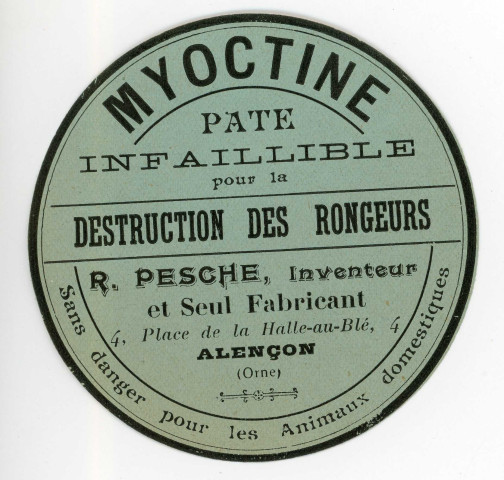 MYOCTINE
PATE
INFAILLIBLE
pour la
DESTRUCTION DES RONGEURS
R. PESCHE, Inventeur
et Seul Fabricant
4, Place de la Halle-au-Blé, 4
ALENÇON
(Orne)
Sans danger pour les Animaux domestiques